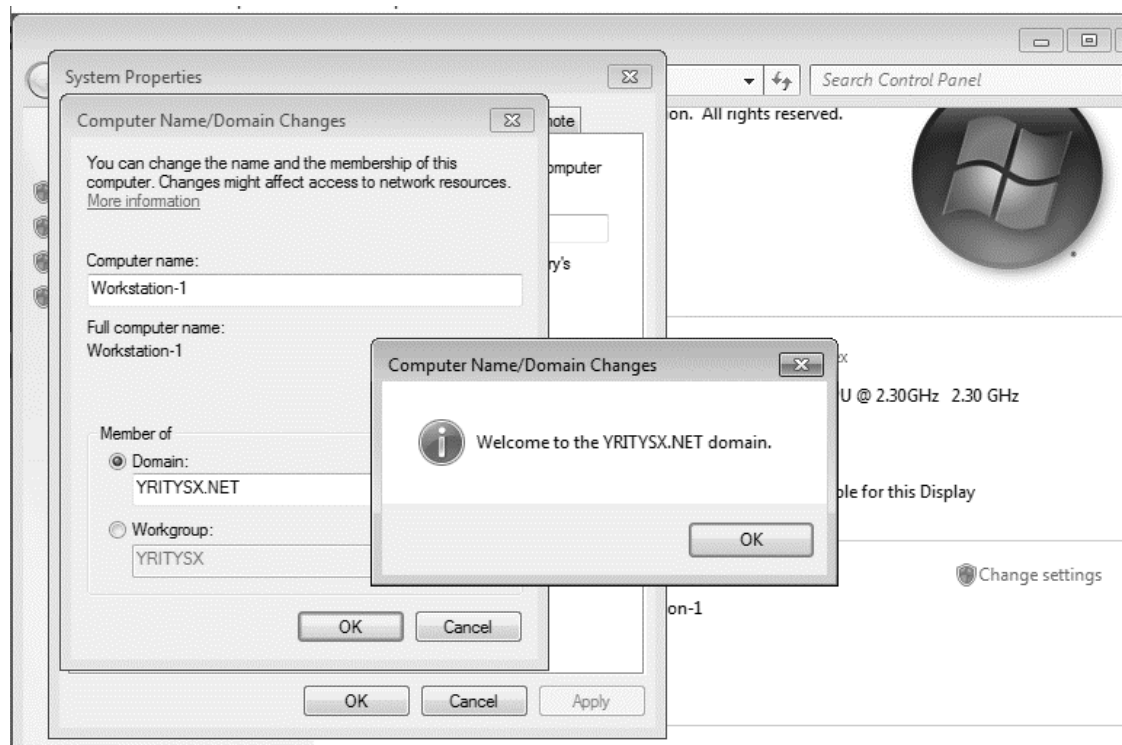 Search Control Panel
System Properties
on. All rights reserved.
Computer Name/Domain Changes
You can change the name and the membership of this
computer. Changes might affect access to network resources.
More information
Computer name:
Workstation-1
Full computer name:
Workstation-1
Member of
Domain:
YRITYSX.NET
Workgroup:
YRITYSX
OK
Cancel
Computer Name/Domain Changes
Welcome to the YRITYSX.NET domain.
OK
OK
Cancel
Apply
note
omputer
ry's
U @ 2.30GHz 2.30 GHz
ble for this Display
Change settings
on-1